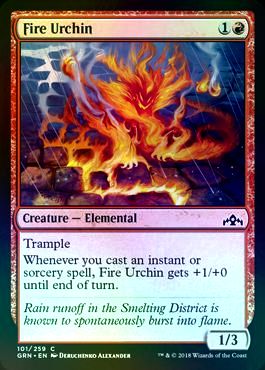 Fire Urchin 1
Creature — Elemental
Trample
Whenever you cast an instant or
sorcery spell, Fire Urchin gets +1/+0
until end of turn.
Rain runoff in the Smelting District is
known to spontaneously burst into flame.
1/3
101/259 C
GRN • EN DERUCHENKO ALEXANDER
™ & © 2018 Wizards of the Coast